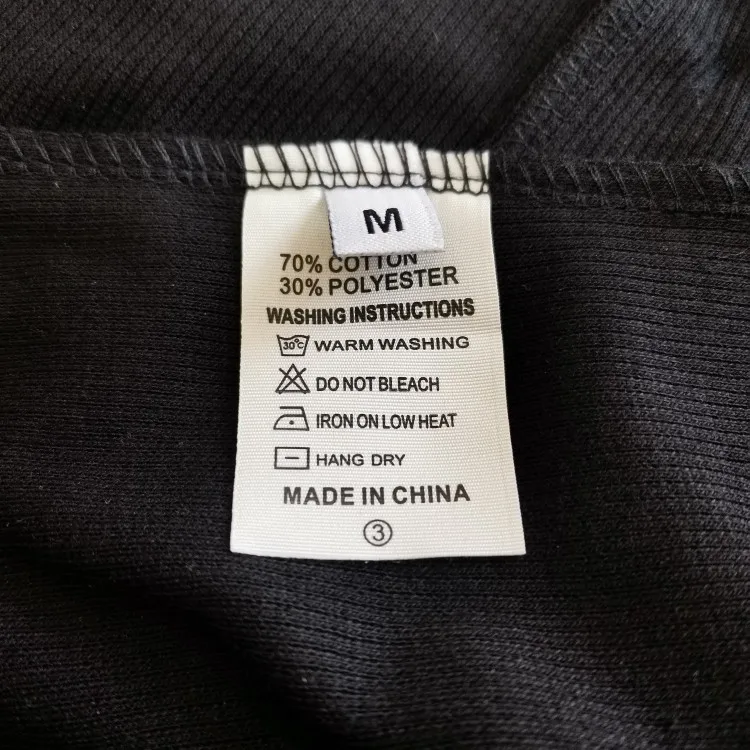 M
70% COTTON
30% POLYESTER
WASHING INSTRUCTIONS
30°C WARM WASHING
DO NOT BLEACH
IRON ON LOW HEAT
HANG DRY
MADE IN CHINA
③